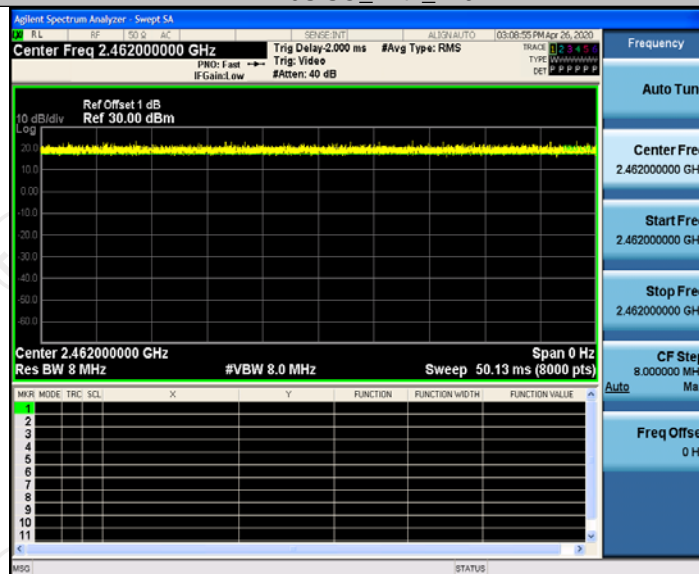 Agilent Spectrum Analyzer - Swept SA
RL RF 50 Ω AC SENSE:INT ALIGN AUTO 03:08:55 PM Apr 26, 2020
Center Freq 2.462000000 GHz
PNO: Fast
IFGain:Low
Trig Delay-2.000 ms
Trig: Video
#Atten: 40 dB
#Avg Type: RMS
TRACE 1 2 3 4 5 6
TYPE WWWWWW
DET P P P P P P
Frequency
Auto Tun
Center Fre
2.462000000 GH
Start Fre
2.462000000 GH
Stop Fre
2.462000000 GH
CF Ste
8.000000 MH
Auto Ma
Freq Offse
0 H
Ref Offset 1 dB
10 dB/div Ref 30.00 dBm
Log
20.0
10.0
0.00
-10.0
-20.0
-30.0
-40.0
-50.0
-60.0
Center 2.462000000 GHz Span 0 Hz
Res BW 8 MHz #VBW 8.0 MHz Sweep 50.13 ms (8000 pts)
MKR MODE TRC SCL X Y FUNCTION FUNCTION WIDTH FUNCTION VALUE
1
2
3
4
5
6
7
8
9
10
11
MSG STATUS